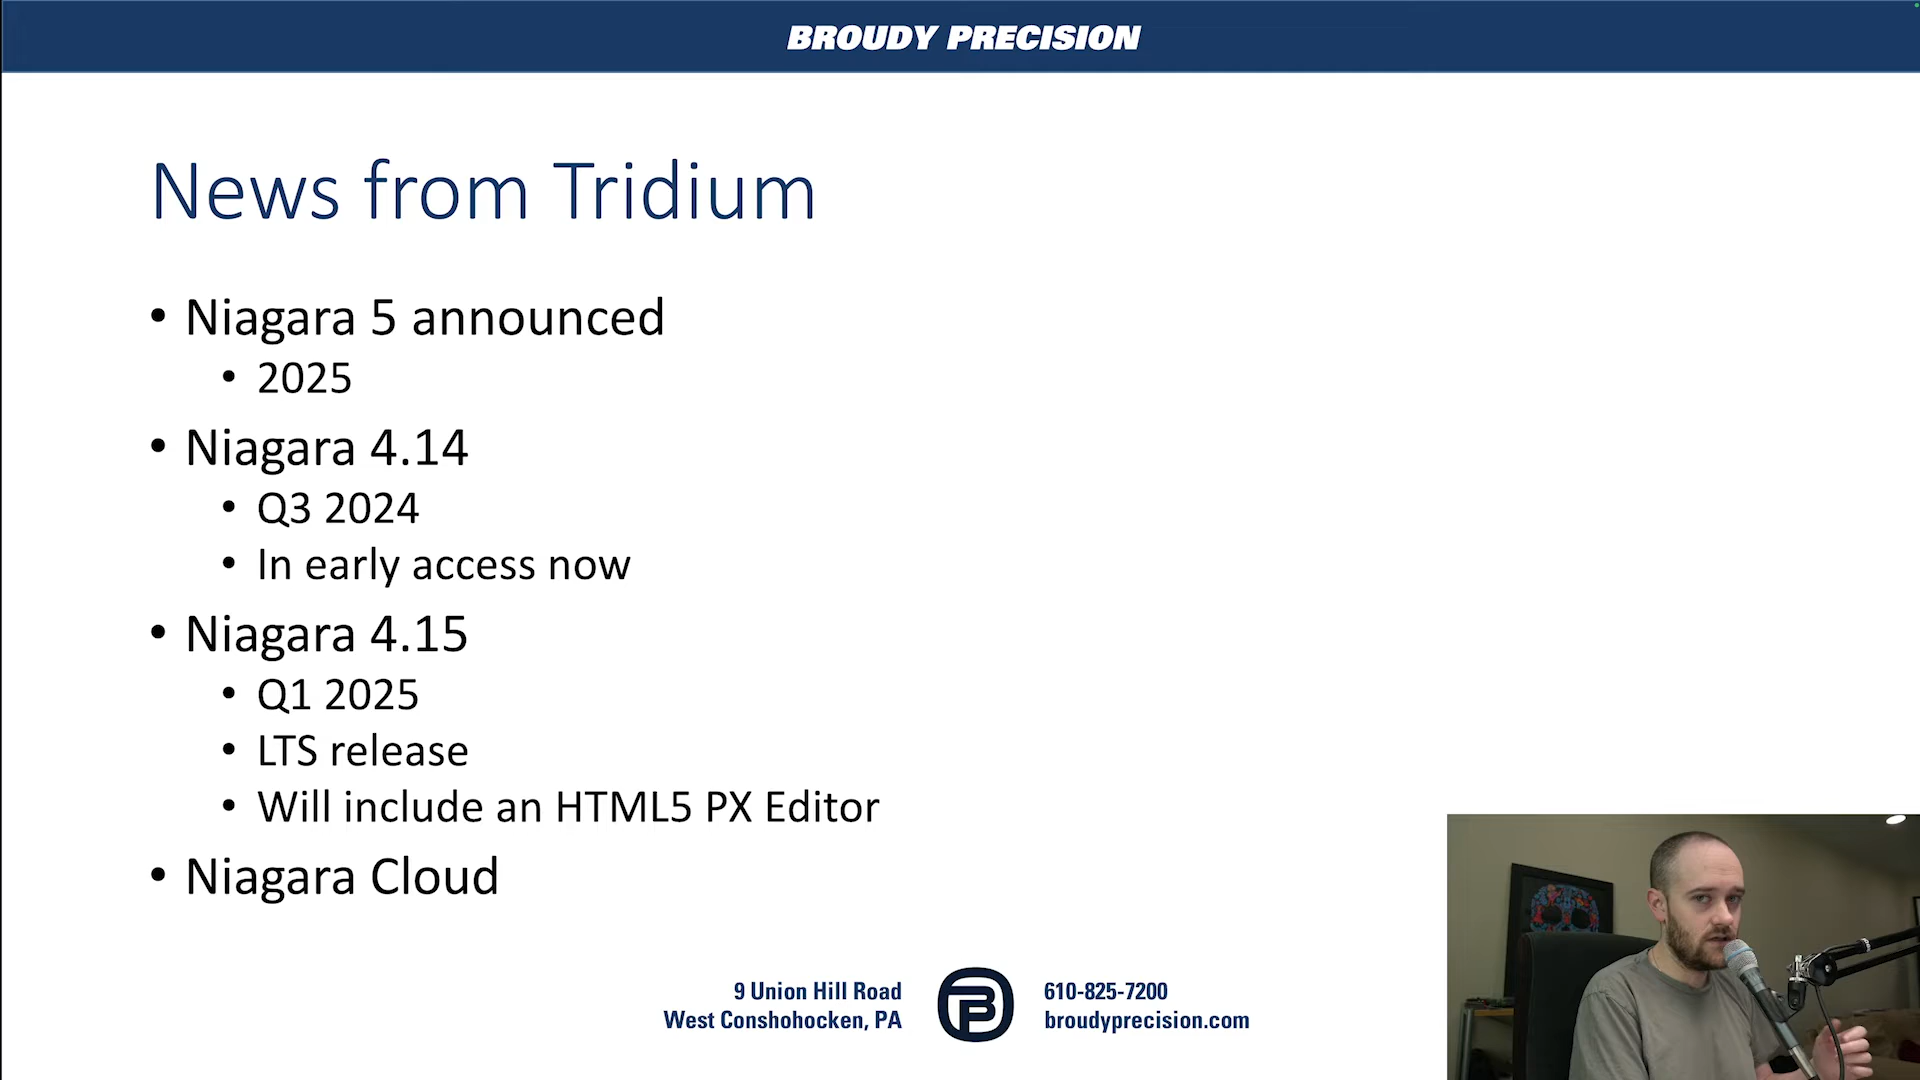 BROUDY PRECISION
News from Tridium
• Niagara 5 announced
• 2025
• Niagara 4.14
• Q3 2024
• In early access now
• Niagara 4.15
• Q1 2025
• LTS release
• Will include an HTML5 PX Editor
• Niagara Cloud
9 Union Hill Road
West Conshohocken, PA
610-825-7200
broudyprecision.com